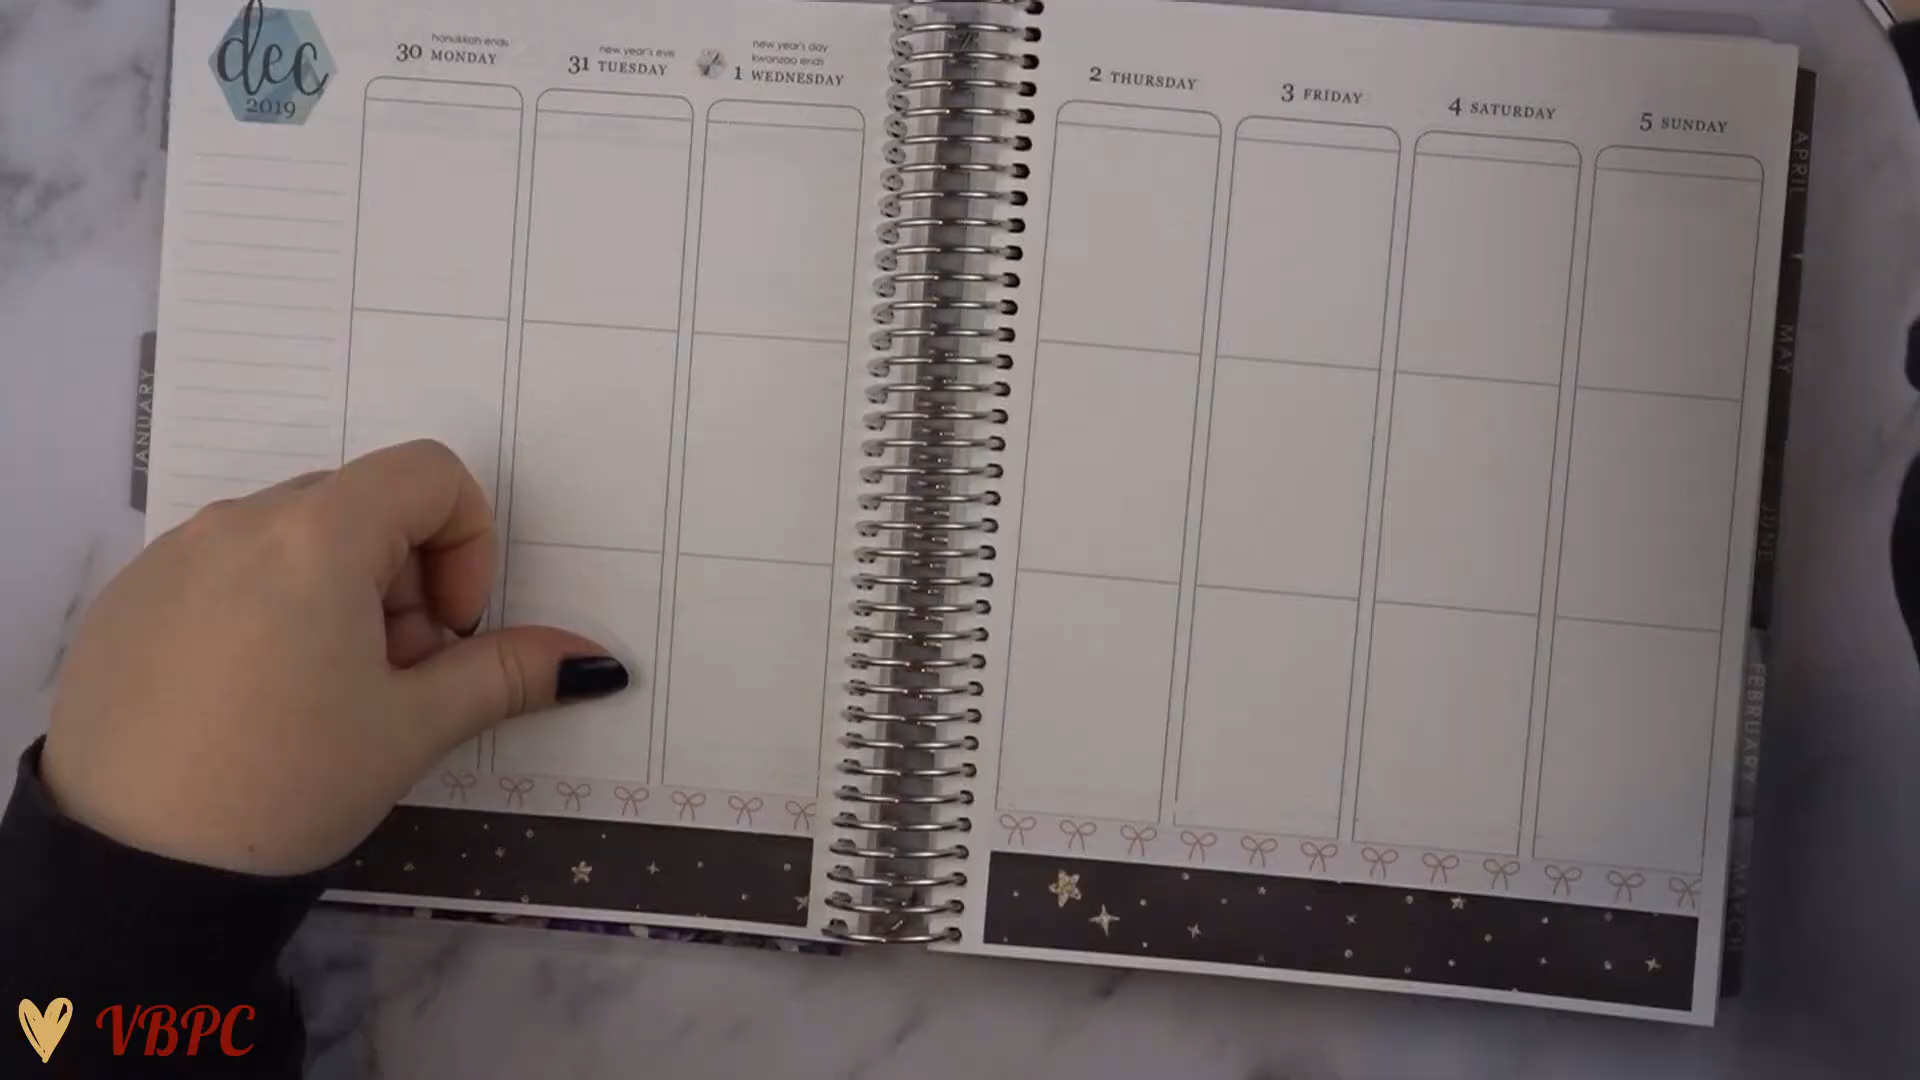 dec
2019
hanukkah ends
30 MONDAY
new year's eve
31 TUESDAY
new year's day
kwanzaa ends
1 WEDNESDAY
2 THURSDAY
3 FRIDAY
4 SATURDAY
5 SUNDAY
JANUARY
APRIL
MAY
JUNE
FEBRUARY
MARCH
VBPC